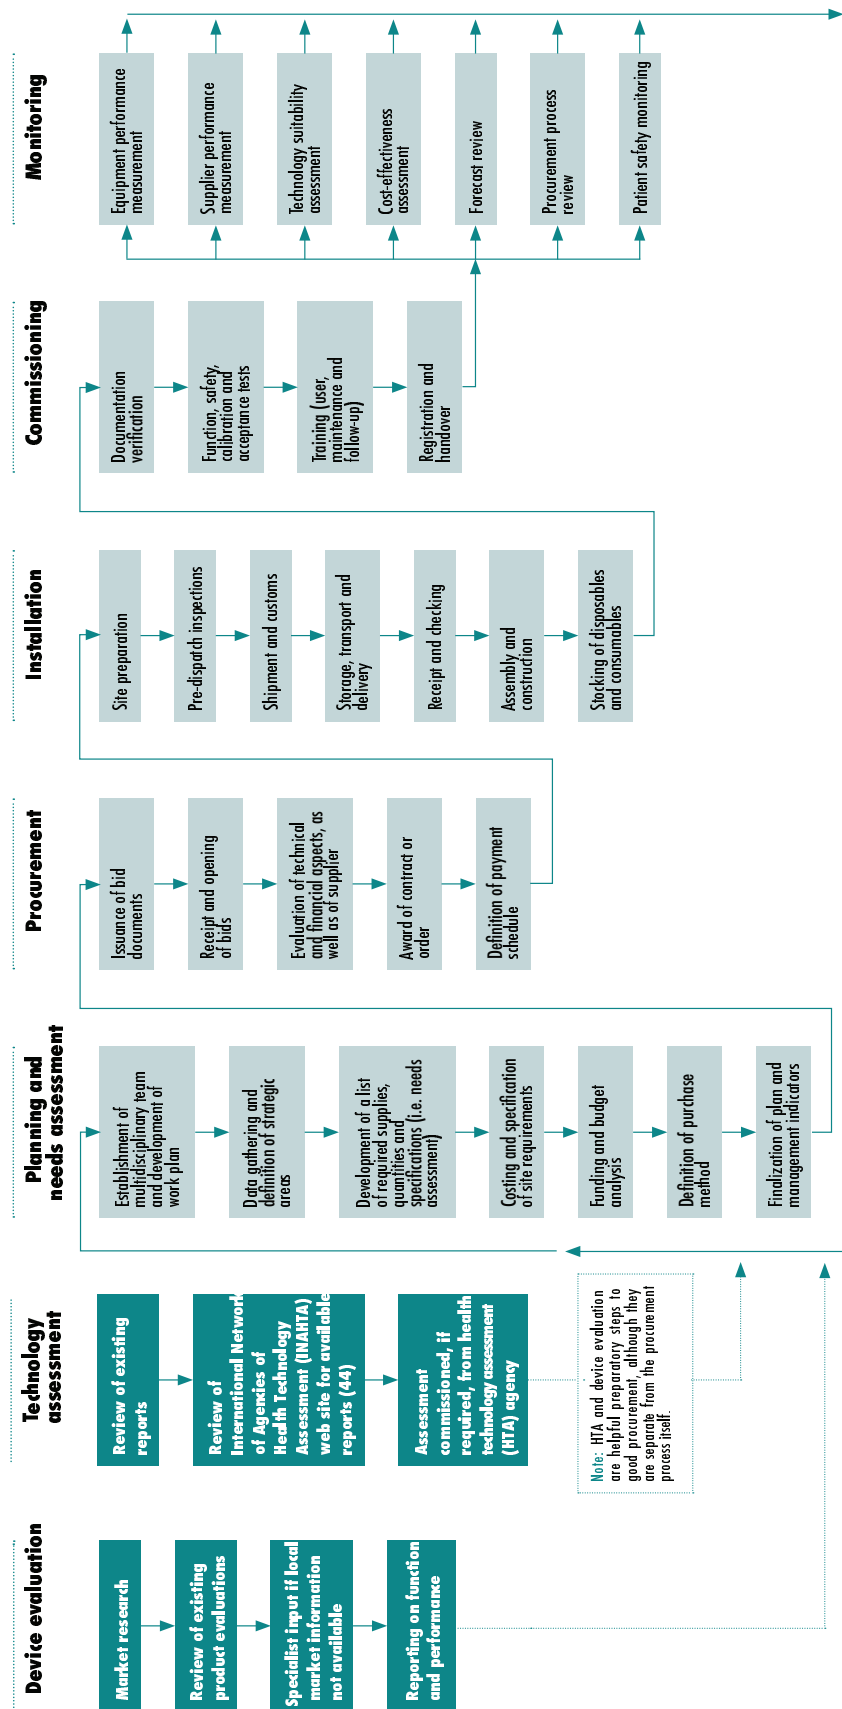 Technology
assessment
Device evaluation
Market research
Review of existing
product evaluations
Specialist input if local
market information
not available
Reporting on function
and performance
Review of existing
reports
Review of
International Network
of Agencies of
Health Technology
Assessment (INAHTA)
web site for available
reports (44)
Assessment
commissioned, if
required, from health
technology assessment
(HTA) agency
Note: HTA and device evaluation
are helpful preparatory steps to
good procurement, although they
are separate from the procurement
process itself.
Planning and
needs assessment
Establishment of
multidisciplinary team
and development of
work plan
Data gathering and
definition of strategic
areas
Development of a list
of required supplies,
quantities and
specifications (i.e. needs
assessment)
Costing and specification
of site requirements
Funding and budget
analysis
Definition of purchase
method
Finalization of plan and
management indicators
Procurement
Issuance of bid
documents
Receipt and opening
of bids
Evaluation of technical
and financial aspects, as
well as of supplier
Award of contract or
order
Definition of payment
schedule
Installation
Site preparation
Pre-dispatch inspections
Shipment and customs
Storage, transport and
delivery
Receipt and checking
Assembly and
construction
Stocking of disposables
and consumables
Commissioning
Documentation
verification
Function, safety,
calibration and
acceptance tests
Training (user,
maintenance and
follow-up)
Registration and
handover
Monitoring
Equipment performance
measurement
Supplier performance
measurement
Technology suitability
assessment
Cost-effectiveness
assessment
Forecast review
Procurement process
review
Patient safety monitoring